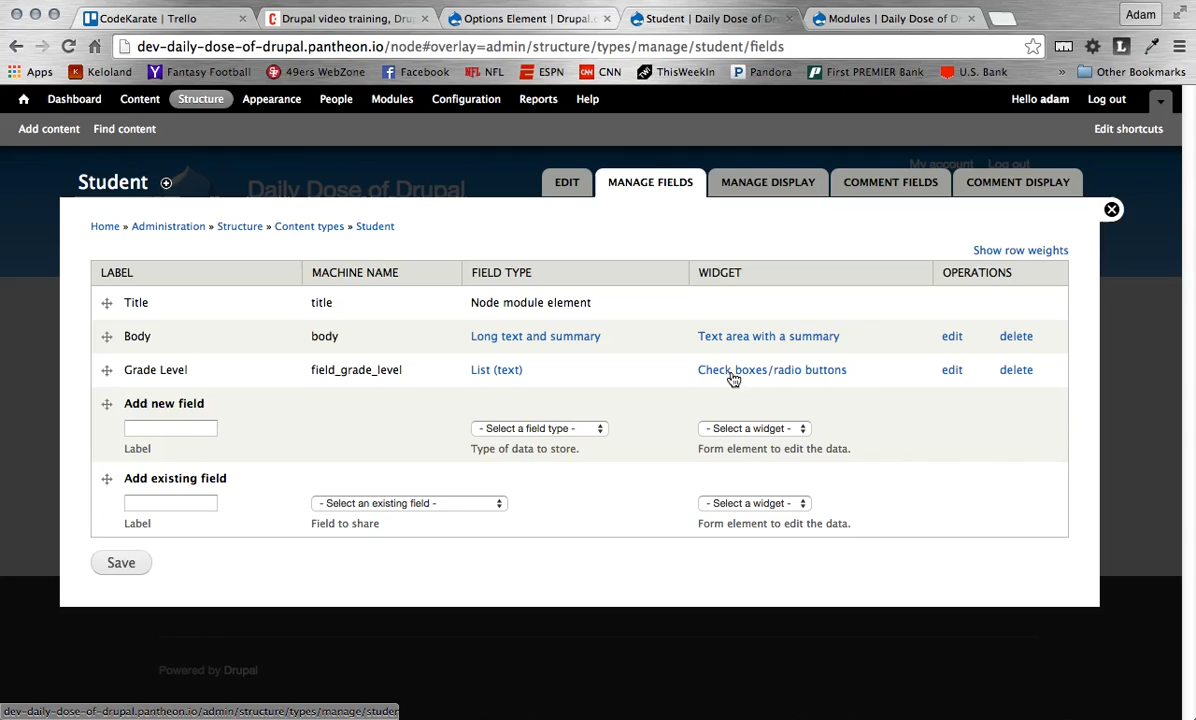 CodeKarate | Trello
Drupal video training, Dru
Options Element | Drupal.o
Student | Daily Dose of Dr
Modules | Daily Dose of D
Adam
dev-daily-dose-of-drupal.pantheon.io/node#overlay=admin/structure/types/manage/student/fields
Apps Keloland Fantasy Football 49ers WebZone Facebook NFL ESPN CNN ThisWeekIn Pandora First PREMIER Bank U.S. Bank » Other Bookmarks
Dashboard Content Structure Appearance People Modules Configuration Reports Help Hello adam Log out
Add content Find content Edit shortcuts
My account Log out
Daily Dose of Drupal
Student EDIT MANAGE FIELDS MANAGE DISPLAY COMMENT FIELDS COMMENT DISPLAY
Home » Administration » Structure » Content types » Student
Show row weights
LABEL MACHINE NAME FIELD TYPE WIDGET OPERATIONS
Title title Node module element
Body body Long text and summary Text area with a summary edit delete
Grade Level field_grade_level List (text) Check boxes/radio buttons edit delete
Add new field
- Select a field type - - Select a widget -
Label Type of data to store. Form element to edit the data.
Add existing field
- Select an existing field - - Select a widget -
Label Field to share Form element to edit the data.
Save
Powered by Drupal
dev-daily-dose-of-drupal.pantheon.io/admin/structure/types/manage/studen